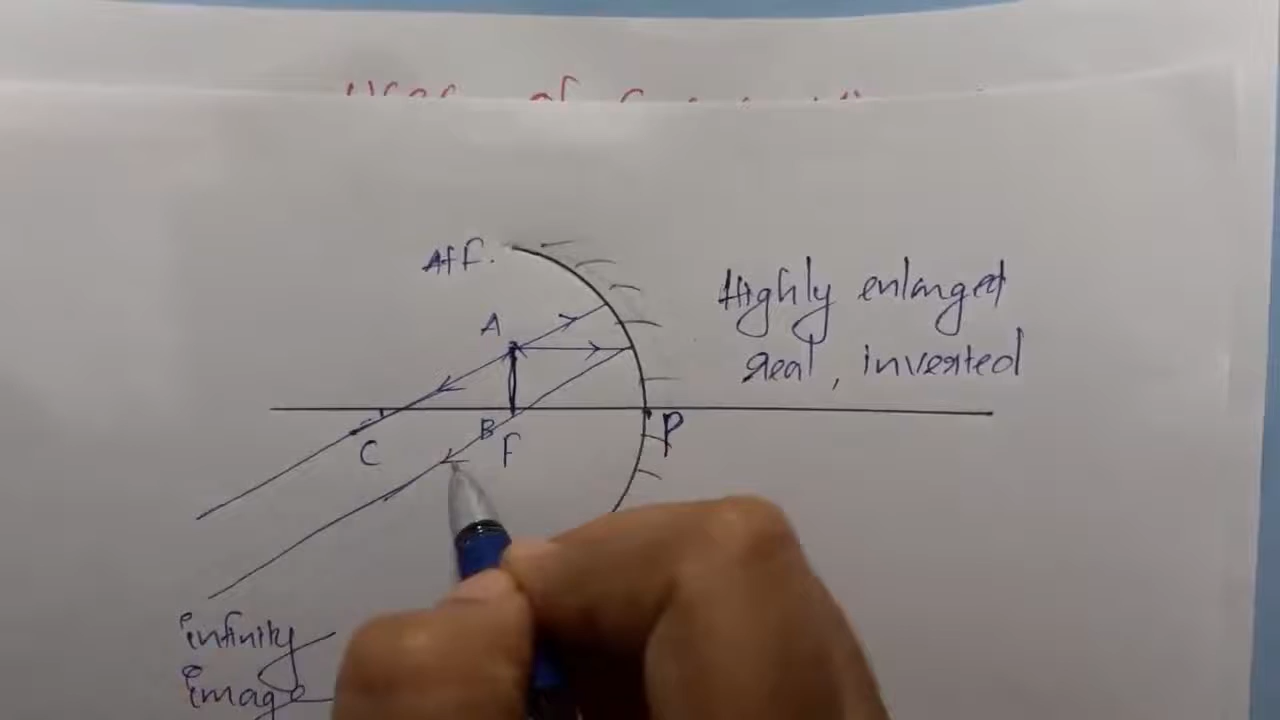 At F.
A
Highly enlarged
real, inverted
C
B
F
P
infinity
image